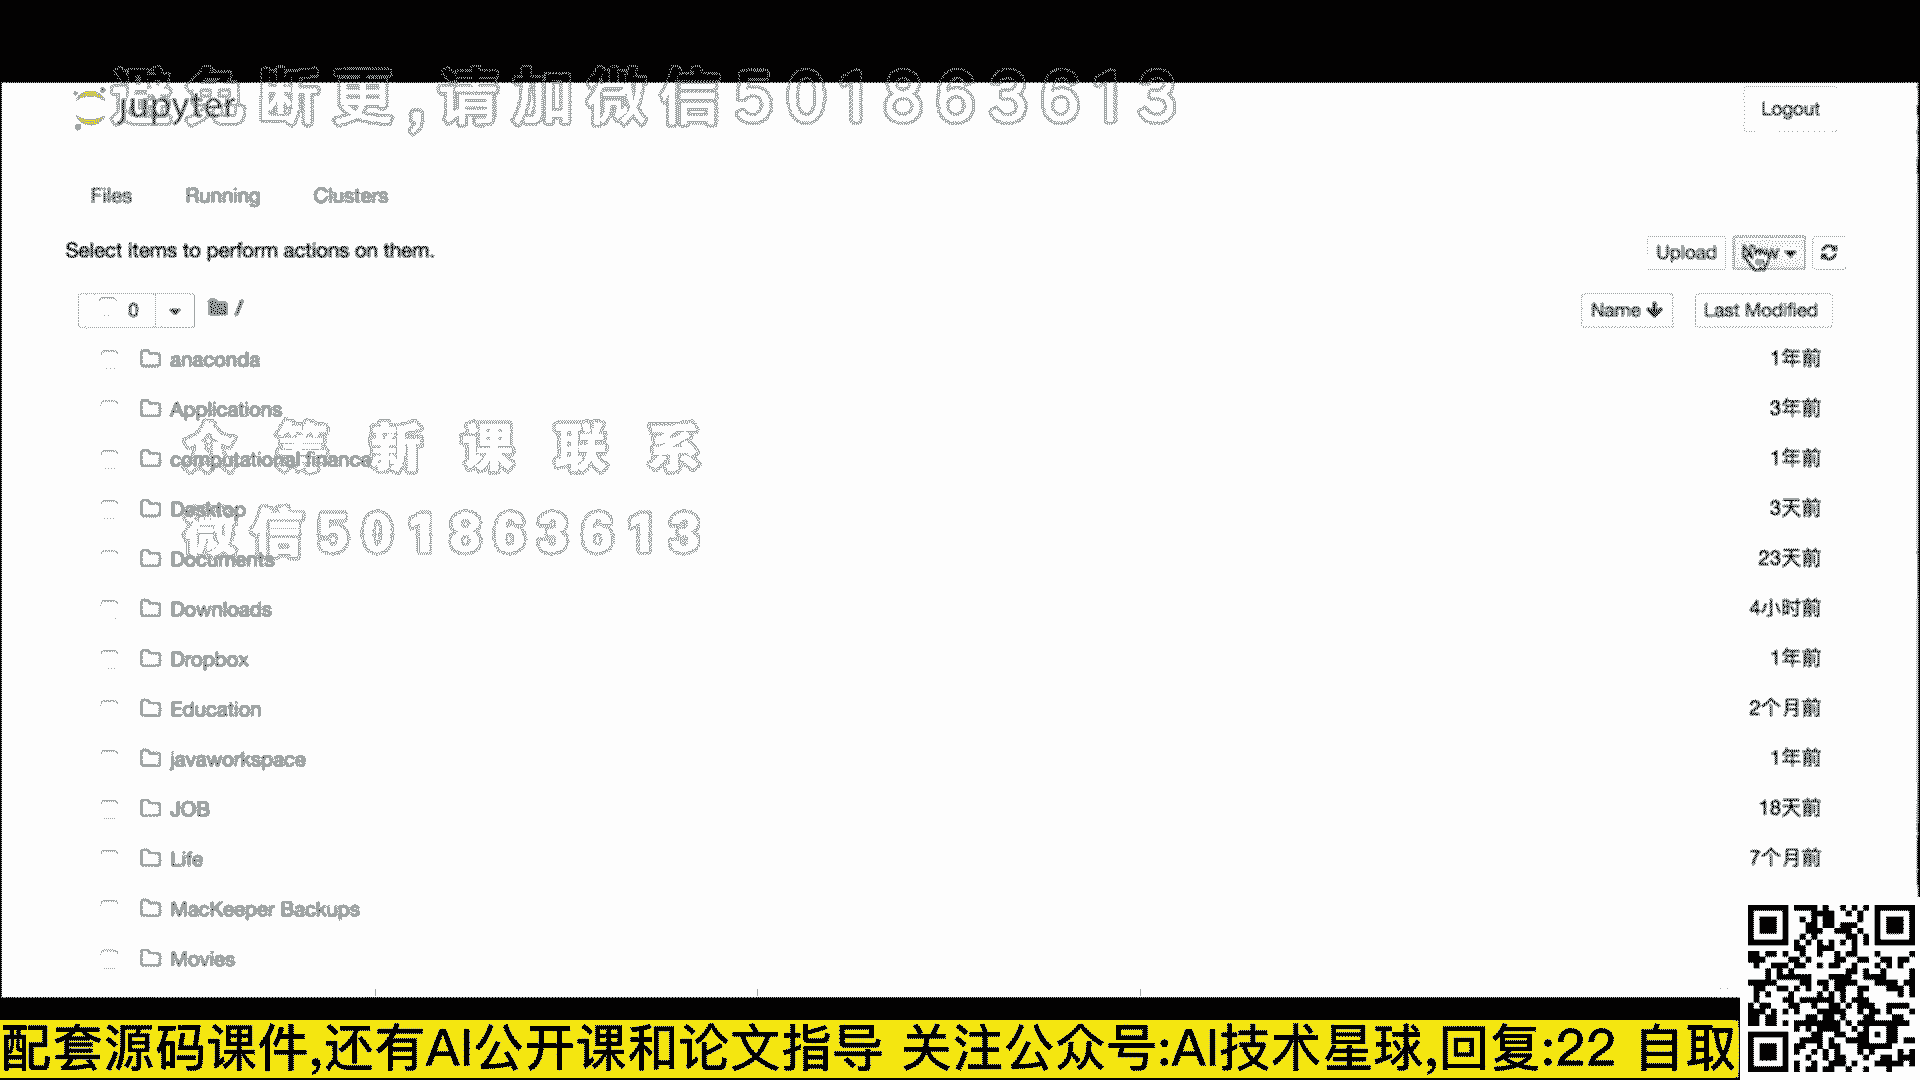 避免断更,请加微信501863613
jupyter
Logout
Files Running Clusters
Select items to perform actions on them.
Upload New
0 /
Name Last Modified
anaconda 1年前
Applications 3年前
众筹新课联系
computational finance 1年前
Desktop 3天前
微信501863613
Documents 23天前
Downloads 4小时前
Dropbox 1年前
Education 2个月前
javaworkspace 1年前
JOB 18天前
Life 7个月前
MacKeeper Backups
Movies
配套源码课件,还有AI公开课和论文指导 关注公众号:AI技术星球,回复:22 自取